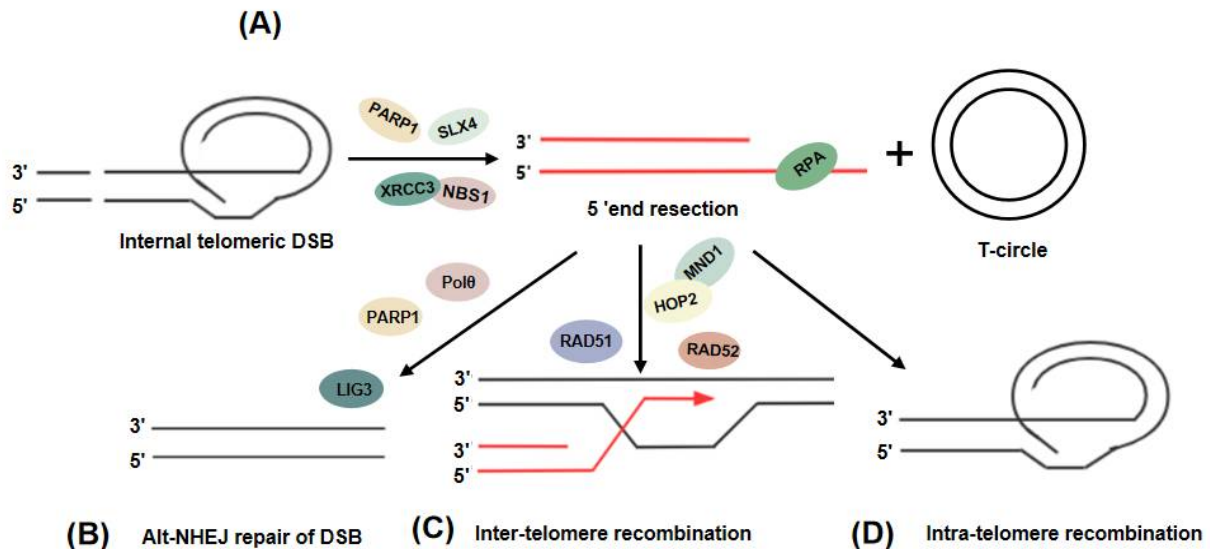 (A)
PARP1
SLX4
3'
5'
XRCC3
NBS1
Internal telomeric DSB
3'
5'
RPA
+
5 'end resection
T-circle
Polθ
PARP1
LIG3
MND1
HOP2
RAD51
RAD52
3'
5'
3'
5'
3'
5'
3'
5'
(B) Alt-NHEJ repair of DSB
(C) Inter-telomere recombination
(D) Intra-telomere recombination